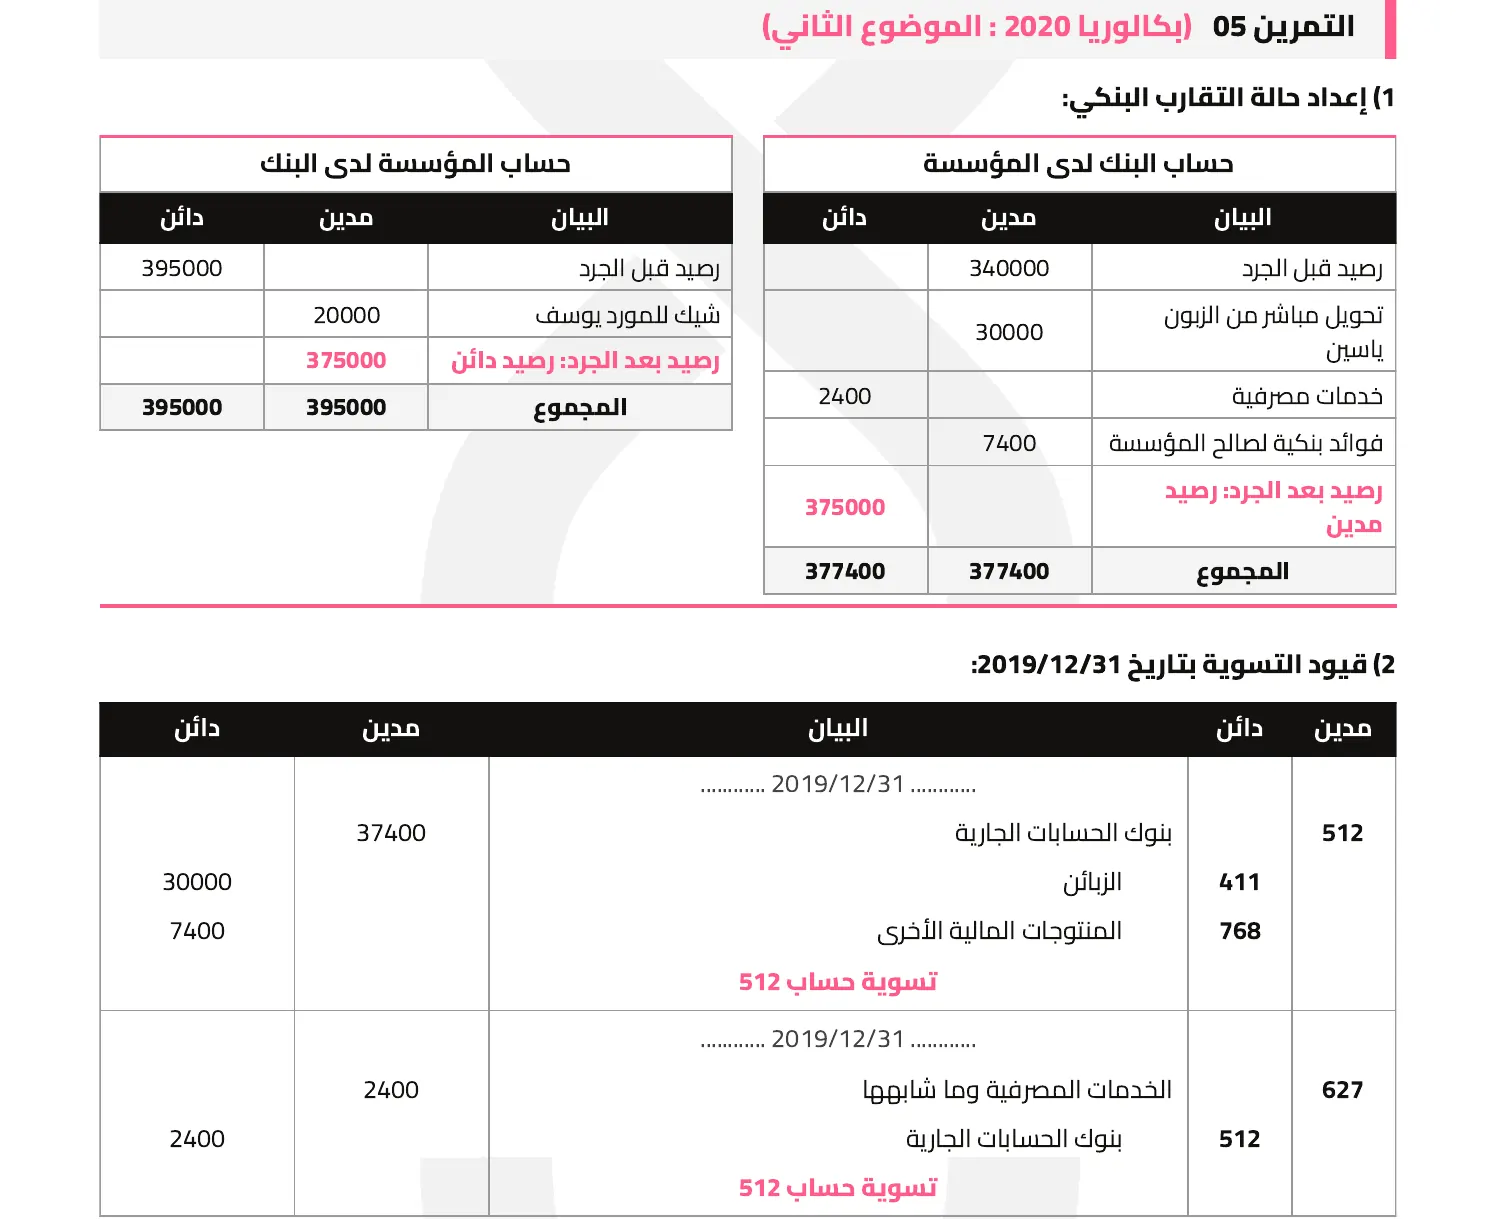 التمرين 05 (بكالوريا 2020 : الموضوع الثاني)
1) إعداد حالة التقارب البنكي:
حساب البنك لدى المؤسسة
البيان مدين دائن
رصيد قبل الجرد 340000
تحويل مباشر من الزبون
ياسين 30000
خدمات مصرفية 2400
فوائد بنكية لصالح المؤسسة 7400
رصيد بعد الجرد: رصيد
مدين 375000
المجموع 377400 377400
حساب المؤسسة لدى البنك
البيان مدين دائن
رصيد قبل الجرد 395000
شيك للمورد يوسف 20000
رصيد بعد الجرد: رصيد دائن 375000
المجموع 395000 395000
2) قيود التسوية بتاريخ 2019/12/31:
مدين دائن البيان مدين دائن
............ 2019/12/31 ............
512 بنوك الحسابات الجارية 37400
411 الزبائن 30000
768 المنتوجات المالية الأخرى 7400
تسوية حساب 512
............ 2019/12/31 ............
627 الخدمات المصرفية وما شابهها 2400
512 بنوك الحسابات الجارية 2400
تسوية حساب 512